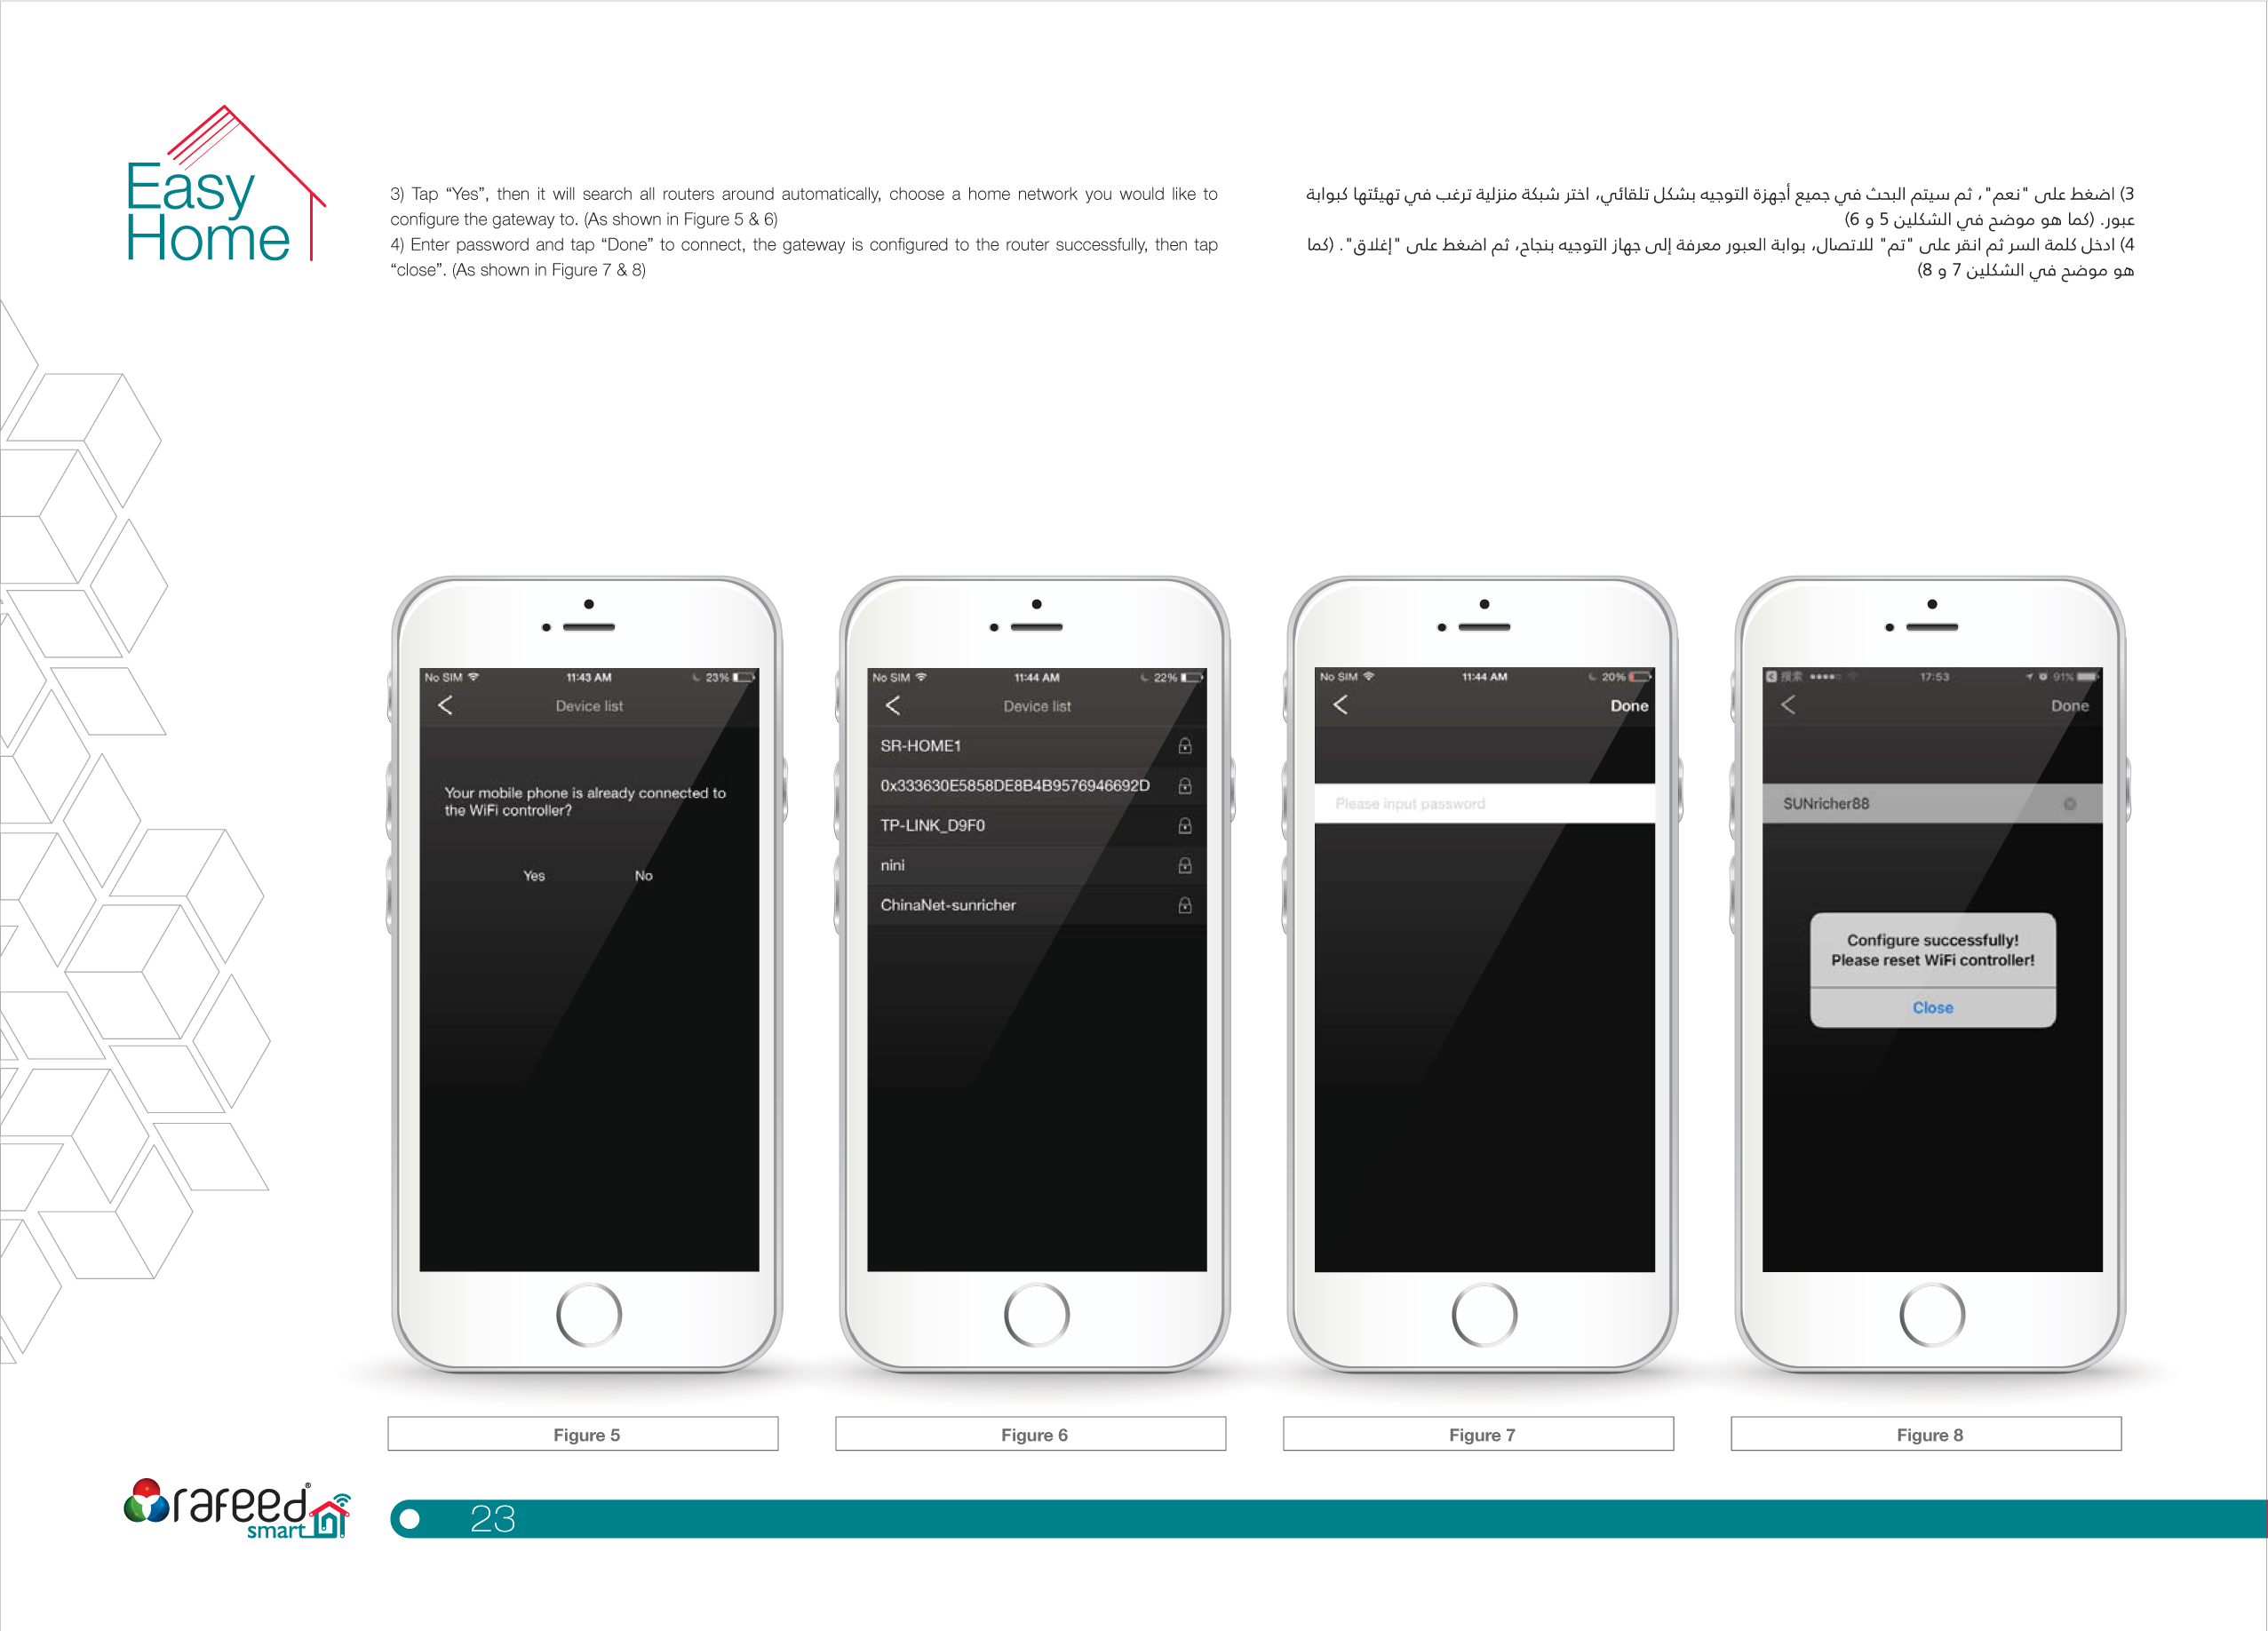 Easy
Home
3) Tap “Yes”, then it will search all routers around automatically, choose a home network you would like to
configure the gateway to. (As shown in Figure 5 & 6)
4) Enter password and tap “Done” to connect, the gateway is configured to the router successfully, then tap
“close”. (As shown in Figure 7 & 8)
3) اضغط على "نعم"، ثم سيتم البحث في جميع أجهزة التوجيه بشكل تلقائي، اختر شبكة منزلية ترغب في تهيئتها كبوابة
عبور. (كما هو موضح في الشكلين 5 و 6)
4) ادخل كلمة السر ثم انقر على "تم" للاتصال، بوابة العبور معرفة إلى جهاز التوجيه بنجاح، ثم اضغط على "إغلاق". (كما
هو موضح في الشكلين 7 و 8)
No SIM 11:43 AM 23%
Device list
Your mobile phone is already connected to
the WiFi controller?
Yes No
Figure 5
No SIM 11:44 AM 22%
Device list
SR-HOME1
0x333630E5858DE8B4B9576946692D
TP-LINK_D9F0
nini
ChinaNet-sunricher
Figure 6
No SIM 11:44 AM 20%
Done
Please input password
Figure 7
搜索 17:53 91%
Done
SUNricher88
Configure successfully!
Please reset WiFi controller!
Close
Figure 8
rafeed®
smart
23